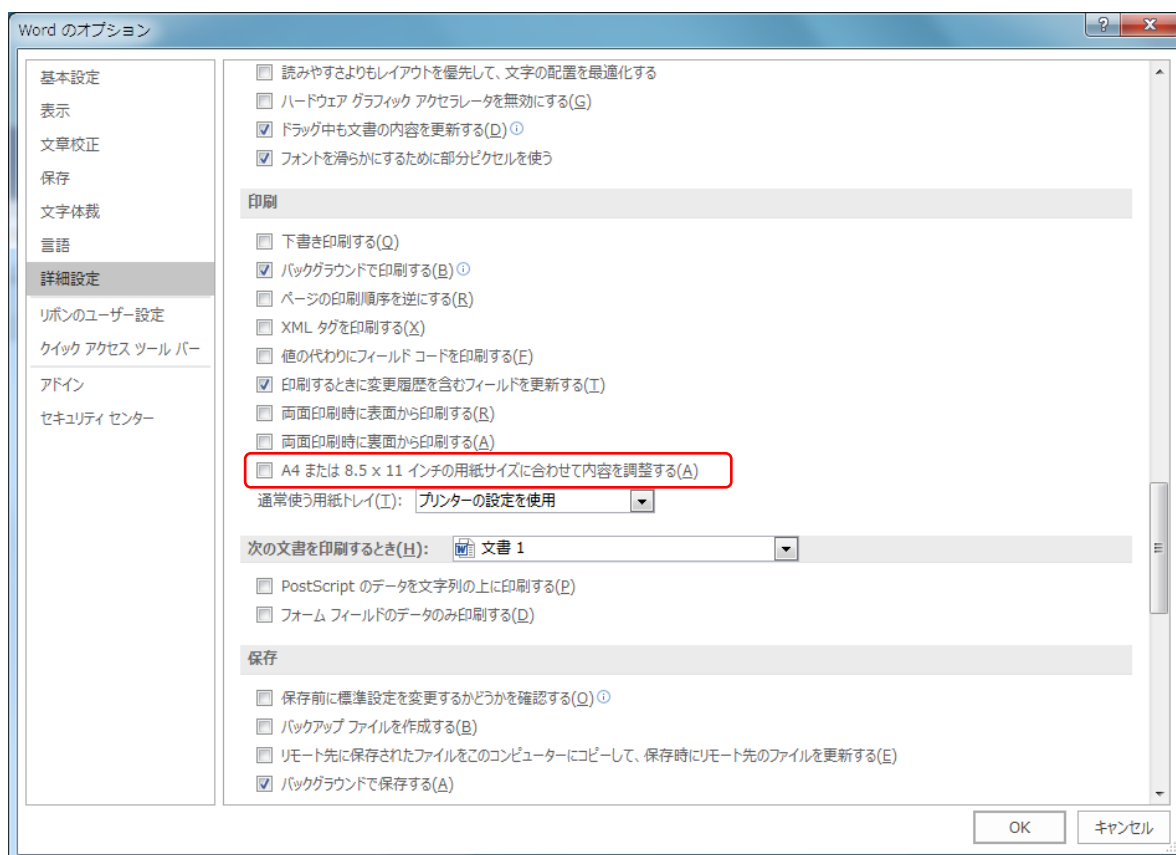 Word のオプション
基本設定
表示
文章校正
保存
文字体裁
言語
詳細設定
リボンのユーザー設定
クイック アクセス ツール バー
アドイン
セキュリティ センター
読みやすさよりもレイアウトを優先して、文字の配置を最適化する
ハードウェア グラフィック アクセラレータを無効にする(G)
ドラッグ中も文書の内容を更新する(D)
フォントを滑らかにするために部分ピクセルを使う
印刷
下書き印刷する(Q)
バックグラウンドで印刷する(B)
ページの印刷順序を逆にする(R)
XML タグを印刷する(X)
値の代わりにフィールド コードを印刷する(F)
印刷するときに変更履歴を含むフィールドを更新する(T)
両面印刷時に表面から印刷する(R)
両面印刷時に裏面から印刷する(A)
A4 または 8.5 x 11 インチの用紙サイズに合わせて内容を調整する(A)
通常使う用紙トレイ(T): プリンターの設定を使用
次の文書を印刷するとき(H): 文書 1
PostScript のデータを文字列の上に印刷する(P)
フォーム フィールドのデータのみ印刷する(D)
保存
保存前に標準設定を変更するかどうかを確認する(O)
バックアップ ファイルを作成する(B)
リモート先に保存されたファイルをこのコンピューターにコピーして、保存時にリモート先のファイルを更新する(E)
バックグラウンドで保存する(A)
OK キャンセル